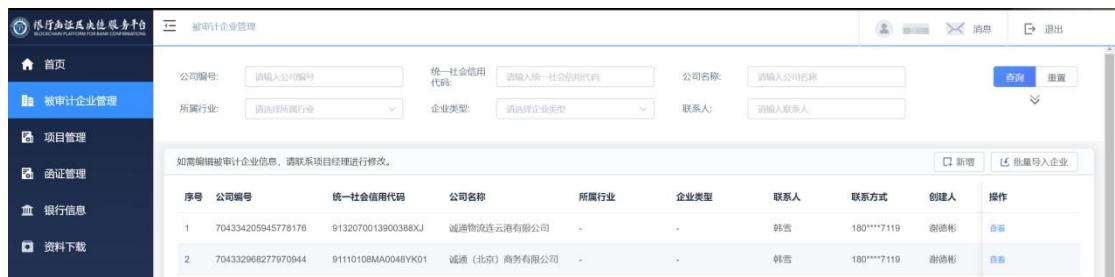 银行函证及永续服务平台
BLOCKCHAIN PLATFORM FOR BANK CONFIRMATIONS
被审计企业管理
消息
退出
首页
被审计企业管理
项目管理
函证管理
银行信息
资料下载
公司编号: 请输入公司编号 统一社会信用代码: 请输入统一社会信用代码 公司名称: 请输入公司名称 查询 重置
所属行业: 请选择所属行业 企业类型: 请选择企业类型 联系人: 请输入联系人
如需编辑被审计企业信息，请联系项目经理进行修改。 新增 批量导入企业
序号 公司编号 统一社会信用代码 公司名称 所属行业 企业类型 联系人 联系方式 创建人 操作
1 704334205945778176 9132070013900388XJ 诚通物流连云港有限公司 - - 韩雪 180****7119 谢德彬 查看
2 704332968277970944 91110108MA0048YK01 诚通（北京）商务有限公司 - - 韩雪 180****7119 谢德彬 查看